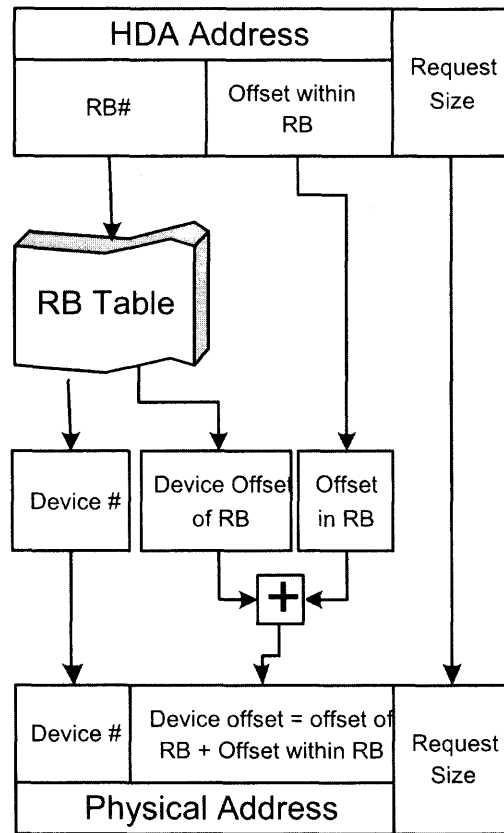 HDA Address
Request
Size
RB#
Offset within
RB
RB Table
Device #
Device Offset
of RB
Offset
in RB
+
Device #
Device offset = offset of
RB + Offset within RB
Request
Size
Physical Address